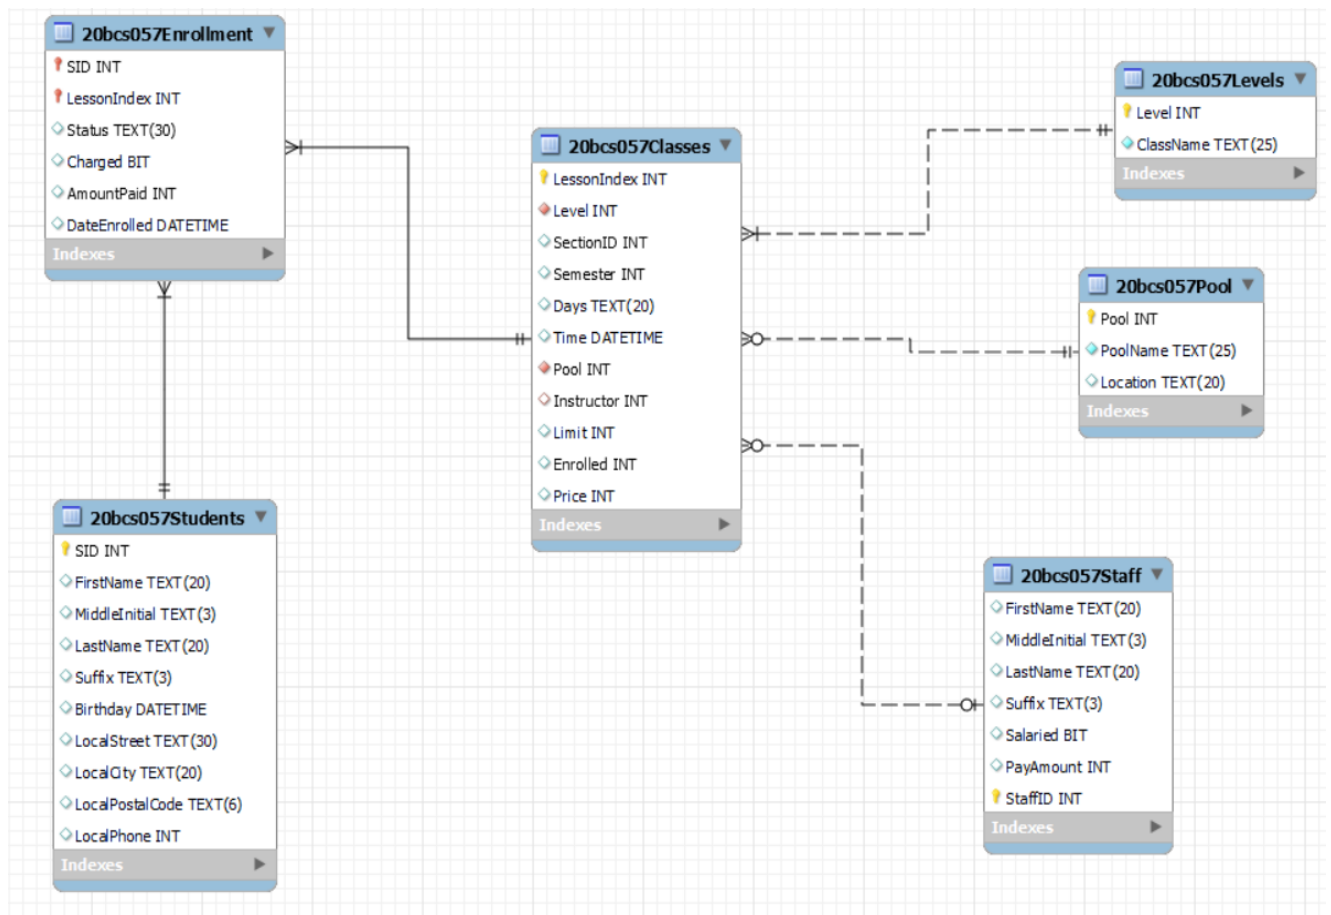 20bcs057Enrollment
SID INT
LessonIndex INT
Status TEXT(30)
Charged BIT
AmountPaid INT
DateEnrolled DATETIME
Indexes
20bcs057Students
SID INT
FirstName TEXT(20)
MiddleInitial TEXT(3)
LastName TEXT(20)
Suffix TEXT(3)
Birthday DATETIME
LocalStreet TEXT(30)
LocalCity TEXT(20)
LocalPostalCode TEXT(6)
LocalPhone INT
Indexes
20bcs057Classes
LessonIndex INT
Level INT
SectionID INT
Semester INT
Days TEXT(20)
Time DATETIME
Pool INT
Instructor INT
Limit INT
Enrolled INT
Price INT
Indexes
20bcs057Levels
Level INT
ClassName TEXT(25)
Indexes
20bcs057Pool
Pool INT
PoolName TEXT(25)
Location TEXT(20)
Indexes
20bcs057Staff
FirstName TEXT(20)
MiddleInitial TEXT(3)
LastName TEXT(20)
Suffix TEXT(3)
Salaried BIT
PayAmount INT
StaffID INT
Indexes